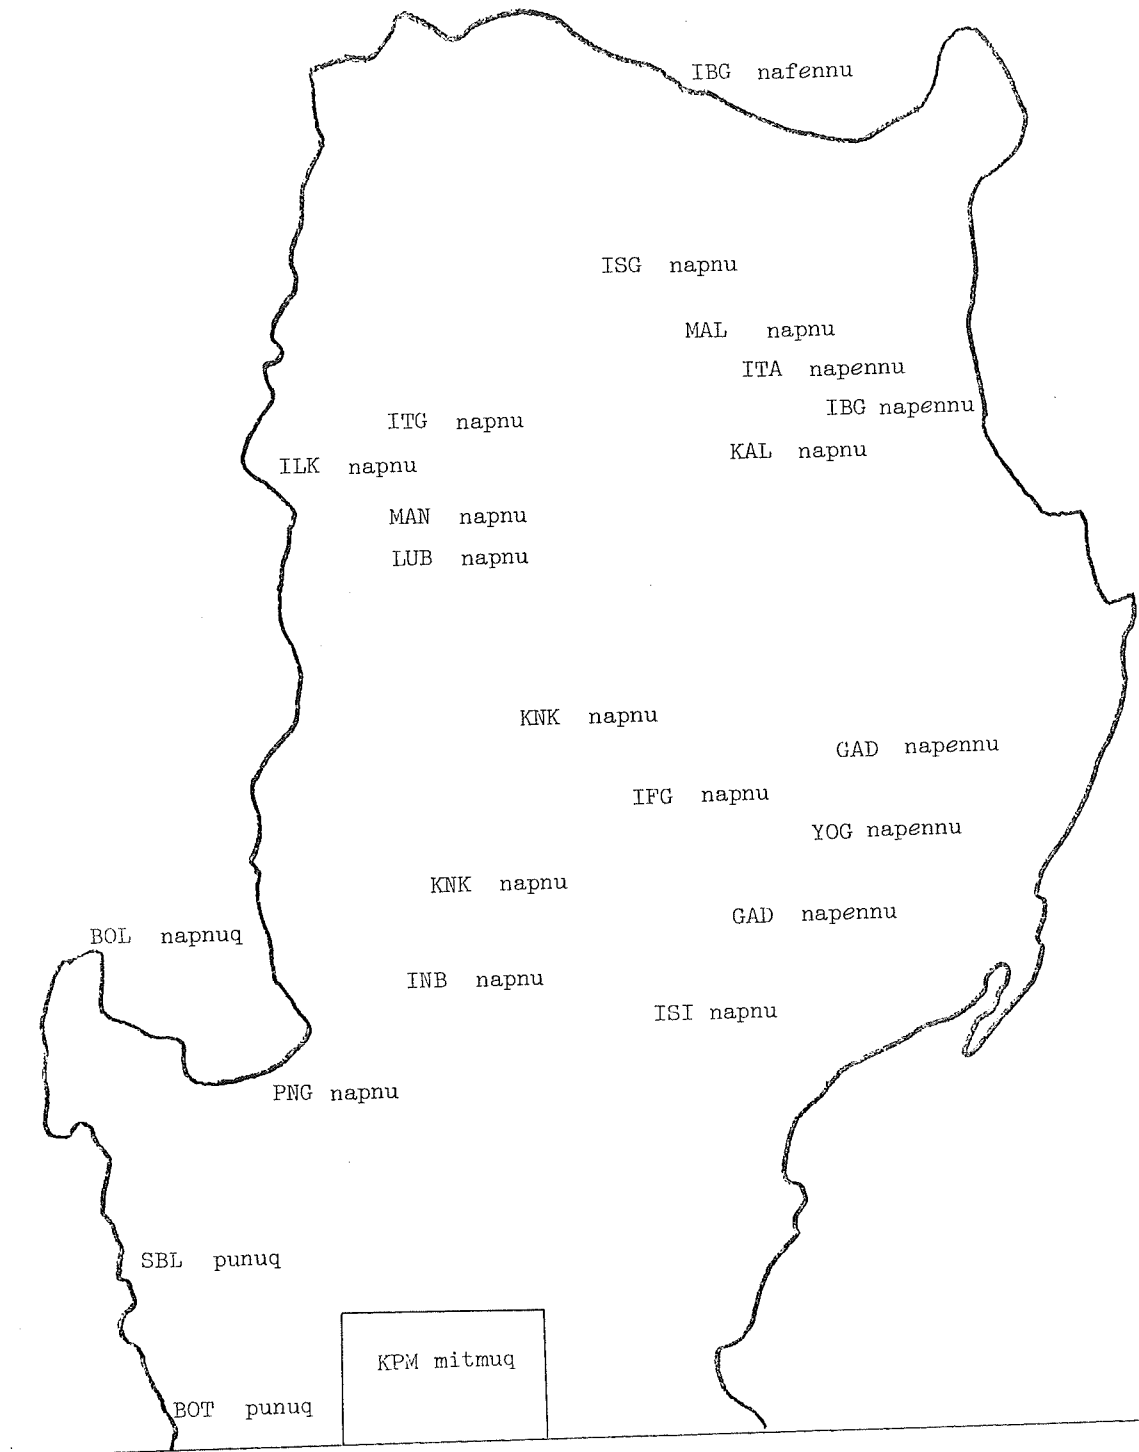 IBG nafennu
ISG napnu
MAL napnu
ITA napennu
IBG napennu
ITG napnu
KAL napnu
ILK napnu
MAN napnu
LUB napnu
KNK napnu
GAD napennu
IFG napnu
YOG napennu
KNK napnu
GAD napennu
BOL napnuq
INB napnu
ISI napnu
PNG napnu
SBL punuq
KPM mitmuq
BOT punuq